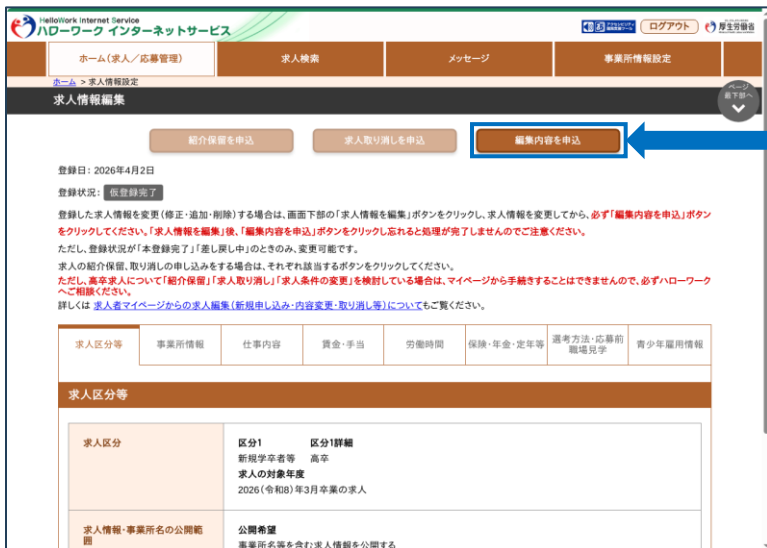 HelloWork Internet Service
ハローワーク インターネットサービス
ログアウト
厚生労働省
ホーム(求人/応募管理)
求人検索
メッセージ
事業所情報設定
ホーム > 求人情報設定
ページ
最下部へ
求人情報編集
紹介保留を申込
求人取り消しを申込
編集内容を申込
登録日: 2026年4月2日
登録状況: 仮登録完了
登録した求人情報を変更(修正・追加・削除)する場合は、画面下部の「求人情報を編集」ボタンをクリックし、求人情報を変更してから、必ず「編集内容を申込」ボタン
をクリックしてください。「求人情報を編集」後、「編集内容を申込」ボタンをクリックし忘れると処理が完了しませんのでご注意ください。
ただし、登録状況が「本登録完了」「差し戻し中」のときのみ、変更可能です。
求人の紹介保留、取り消しの申し込みをする場合は、それぞれ該当するボタンをクリックしてください。
ただし、高卒求人について「紹介保留」「求人取り消し」「求人条件の変更」を検討している場合は、マイページから手続きすることはできませんので、必ずハローワーク
へご相談ください。
詳しくは 求人者マイページからの求人編集(新規申し込み・内容変更・取り消し等)についてもご覧ください。
求人区分等
事業所情報
仕事内容
賃金・手当
労働時間
保険・年金・定年等
選考方法・応募前
職場見学
青少年雇用情報
求人区分等
求人区分
区分1 区分1詳細
新規学卒者等 高卒
求人の対象年度
2026(令和8)年3月卒業の求人
求人情報・事業所名の公開範
囲
公開希望
事業所名等を含む求人情報を公開する